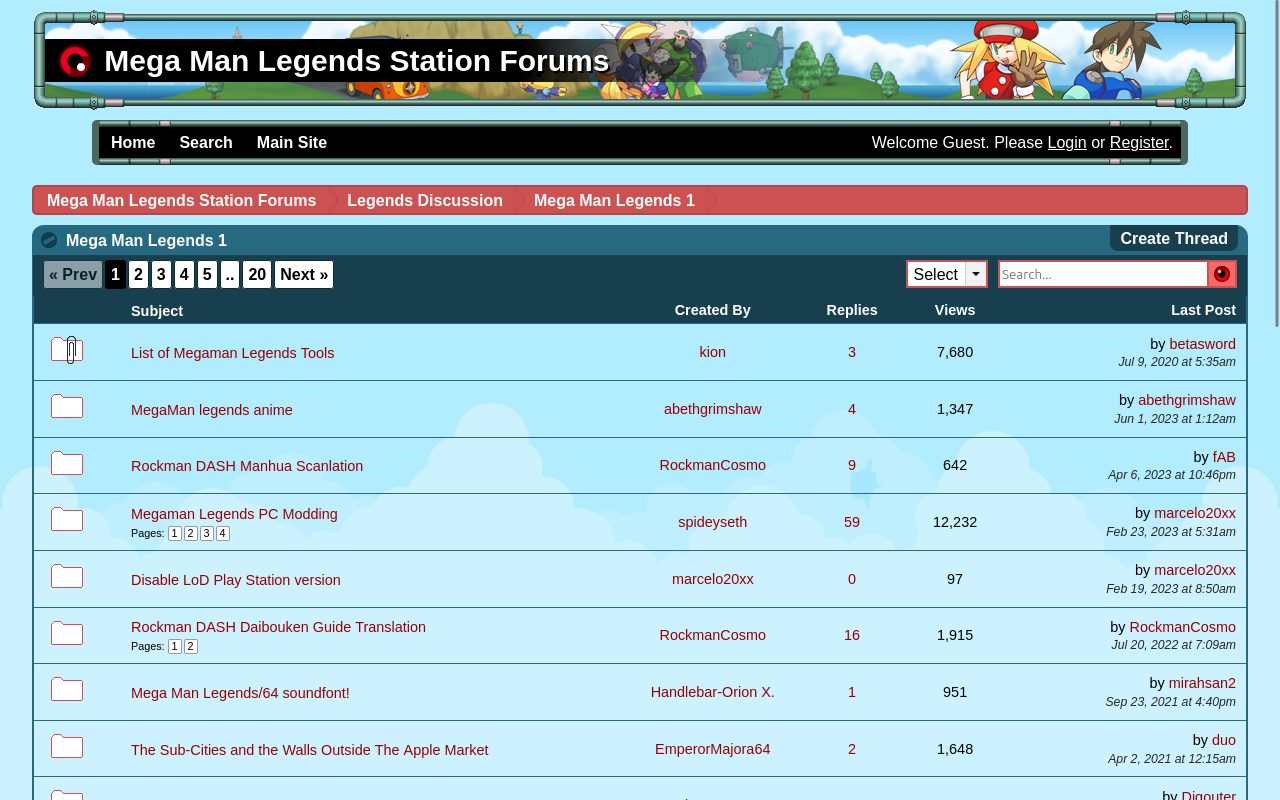 Mega Man Legends Station Forums
Home Search Main Site Welcome Guest. Please Login or Register.
Mega Man Legends Station Forums Legends Discussion Mega Man Legends 1
Mega Man Legends 1 Create Thread
« Prev 1 2 3 4 5 .. 20 Next » Select Search...
Subject Created By Replies Views Last Post
List of Megaman Legends Tools kion 3 7,680 by betasword
Jul 9, 2020 at 5:35am
MegaMan legends anime abethgrimshaw 4 1,347 by abethgrimshaw
Jun 1, 2023 at 1:12am
Rockman DASH Manhua Scanlation RockmanCosmo 9 642 by fAB
Apr 6, 2023 at 10:46pm
Megaman Legends PC Modding spideyseth 59 12,232 by marcelo20xx
Pages: 1 2 3 4 Feb 23, 2023 at 5:31am
Disable LoD Play Station version marcelo20xx 0 97 by marcelo20xx
Feb 19, 2023 at 8:50am
Rockman DASH Daibouken Guide Translation RockmanCosmo 16 1,915 by RockmanCosmo
Pages: 1 2 Jul 20, 2022 at 7:09am
Mega Man Legends/64 soundfont! Handlebar-Orion X. 1 951 by mirahsan2
Sep 23, 2021 at 4:40pm
The Sub-Cities and the Walls Outside The Apple Market EmperorMajora64 2 1,648 by duo
Apr 2, 2021 at 12:15am
by Digouter